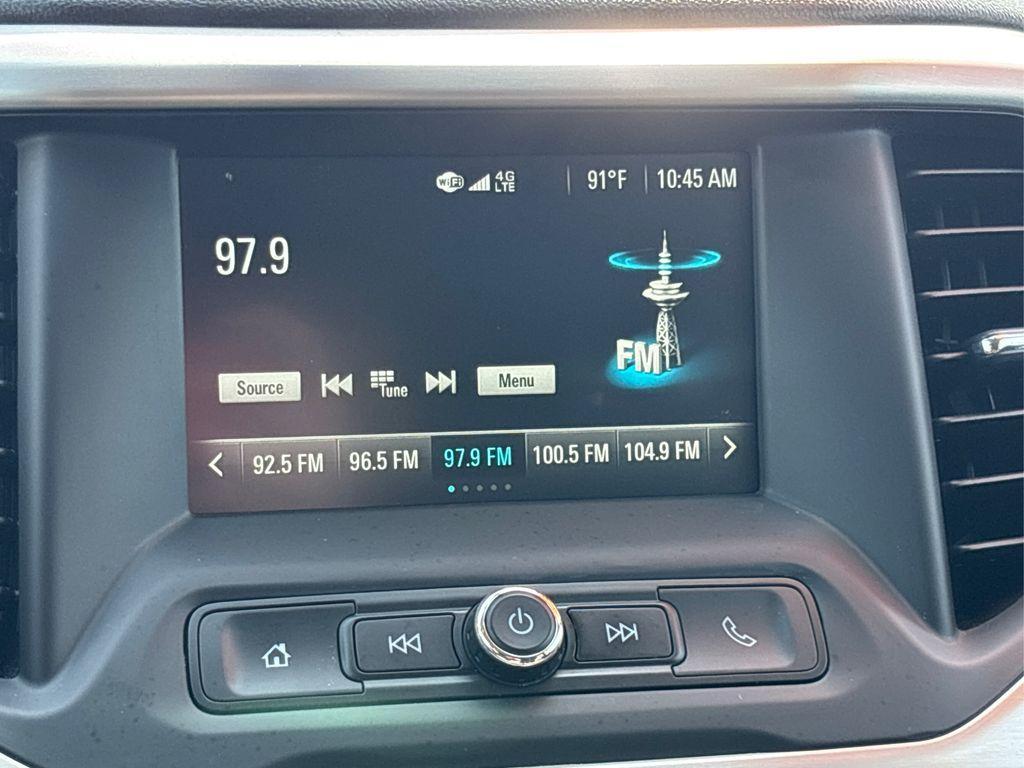 WiFi 4G LTE 91°F 10:45 AM
97.9
FM
Source Tune Menu
92.5 FM 96.5 FM 97.9 FM 100.5 FM 104.9 FM